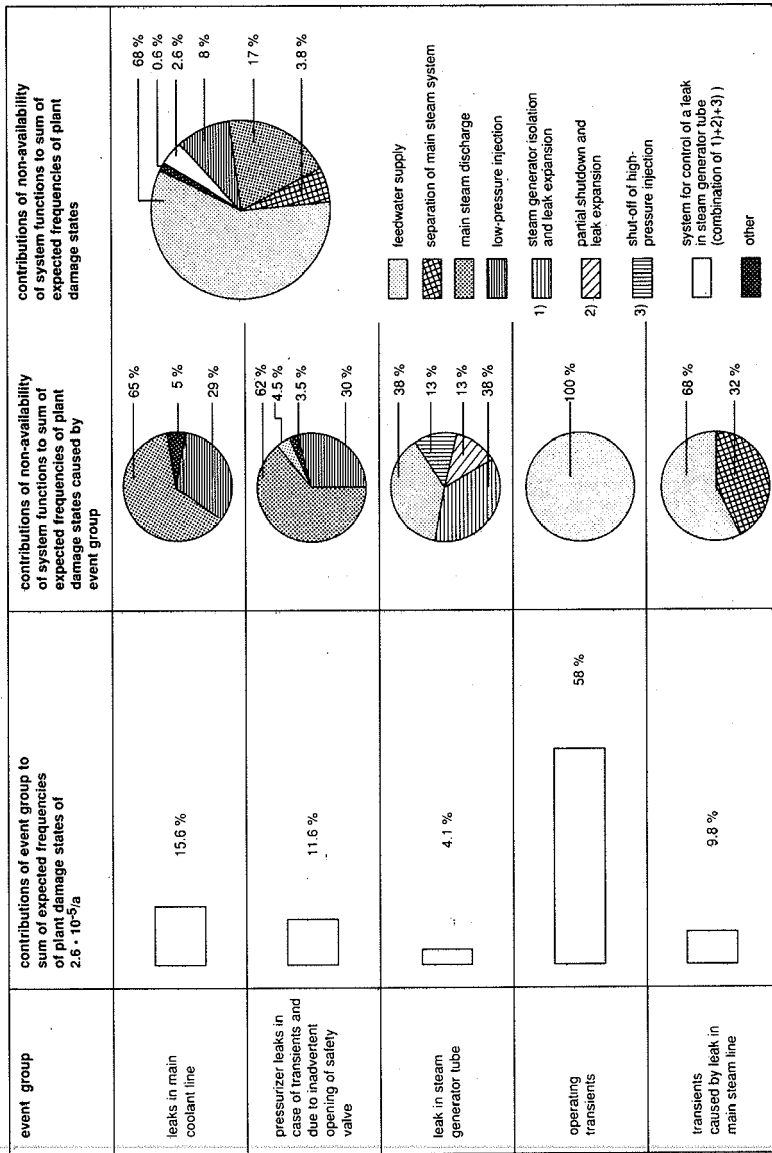 event group
contributions of event group to
sum of expected frequencies
of plant damage states of
2.6 · 10⁻⁵/a
contributions of non-availability
of system functions to sum of
expected frequencies of plant
damage states caused by
event group
contributions of non-availability
of system functions to sum of
expected frequencies of plant
damage states
leaks in main
coolant line
15.6 %
65 %
5 %
29 %
pressurizer leaks in
case of transients and
due to inadvertent
opening of safety
valve
11.6 %
62 %
4.5 %
3.5 %
30 %
leak in steam
generator tube
4.1 %
38 %
13 %
13 %
38 %
operating
transients
58 %
100 %
transients
caused by leak in
main steam line
9.8 %
68 %
32 %
68 %
0.6 %
2.6 %
8 %
17 %
3.8 %
feedwater supply
separation of main steam system
main steam discharge
low-pressure injection
1) steam generator isolation
and leak expansion
2) partial shutdown and
leak expansion
3) shut-off of high-
pressure injection
system for control of a leak
in steam generator tube
(combination of 1)+2)+3) )
other